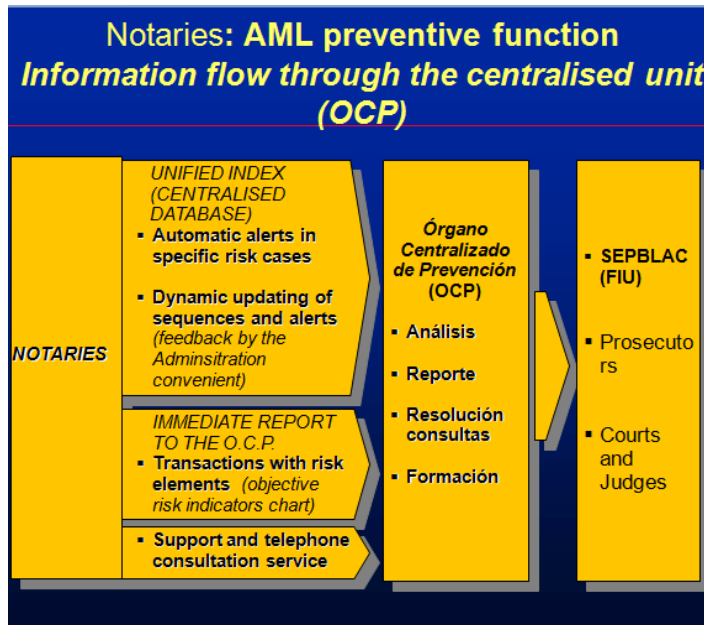 Notaries: AML preventive function
Information flow through the centralised unit
(OCP)
NOTARIES
UNIFIED INDEX
(CENTRALISED
DATABASE)
▪ Automatic alerts in
specific risk cases
▪ Dynamic updating of
sequences and alerts
(feedback by the
Adminsitration
convenient)
IMMEDIATE REPORT
TO THE O.C.P.
▪ Transactions with risk
elements (objective
risk indicators chart)
▪ Support and telephone
consultation service
Órgano
Centralizado
de Prevención
(OCP)
▪ Análisis
▪ Reporte
▪ Resolución
consultas
▪ Formación
▪ SEPBLAC
(FIU)
▪ Prosecuto
rs
▪ Courts
and
Judges